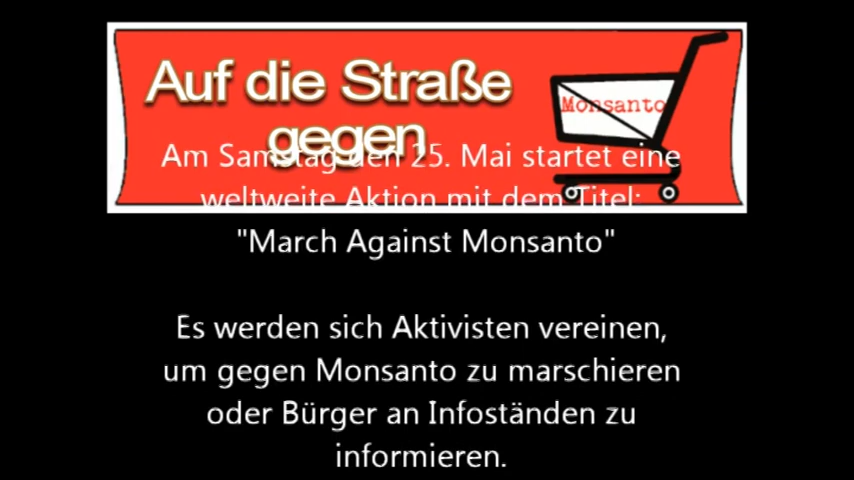 Auf die Straße
gegen
Monsanto
Am Samstag den 25. Mai startet eine
weltweite Aktion mit dem Titel:
"March Against Monsanto"
Es werden sich Aktivisten vereinen,
um gegen Monsanto zu marschieren
oder Bürger an Infoständen zu
informieren.